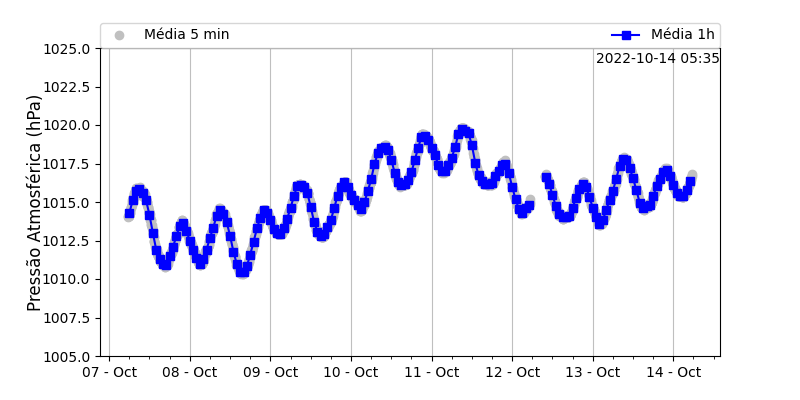 Média 5 min
Média 1h
2022-10-14 05:35
Pressão Atmosférica (hPa)
1025.0
1022.5
1020.0
1017.5
1015.0
1012.5
1010.0
1007.5
1005.0
07 - Oct
08 - Oct
09 - Oct
10 - Oct
11 - Oct
12 - Oct
13 - Oct
14 - Oct